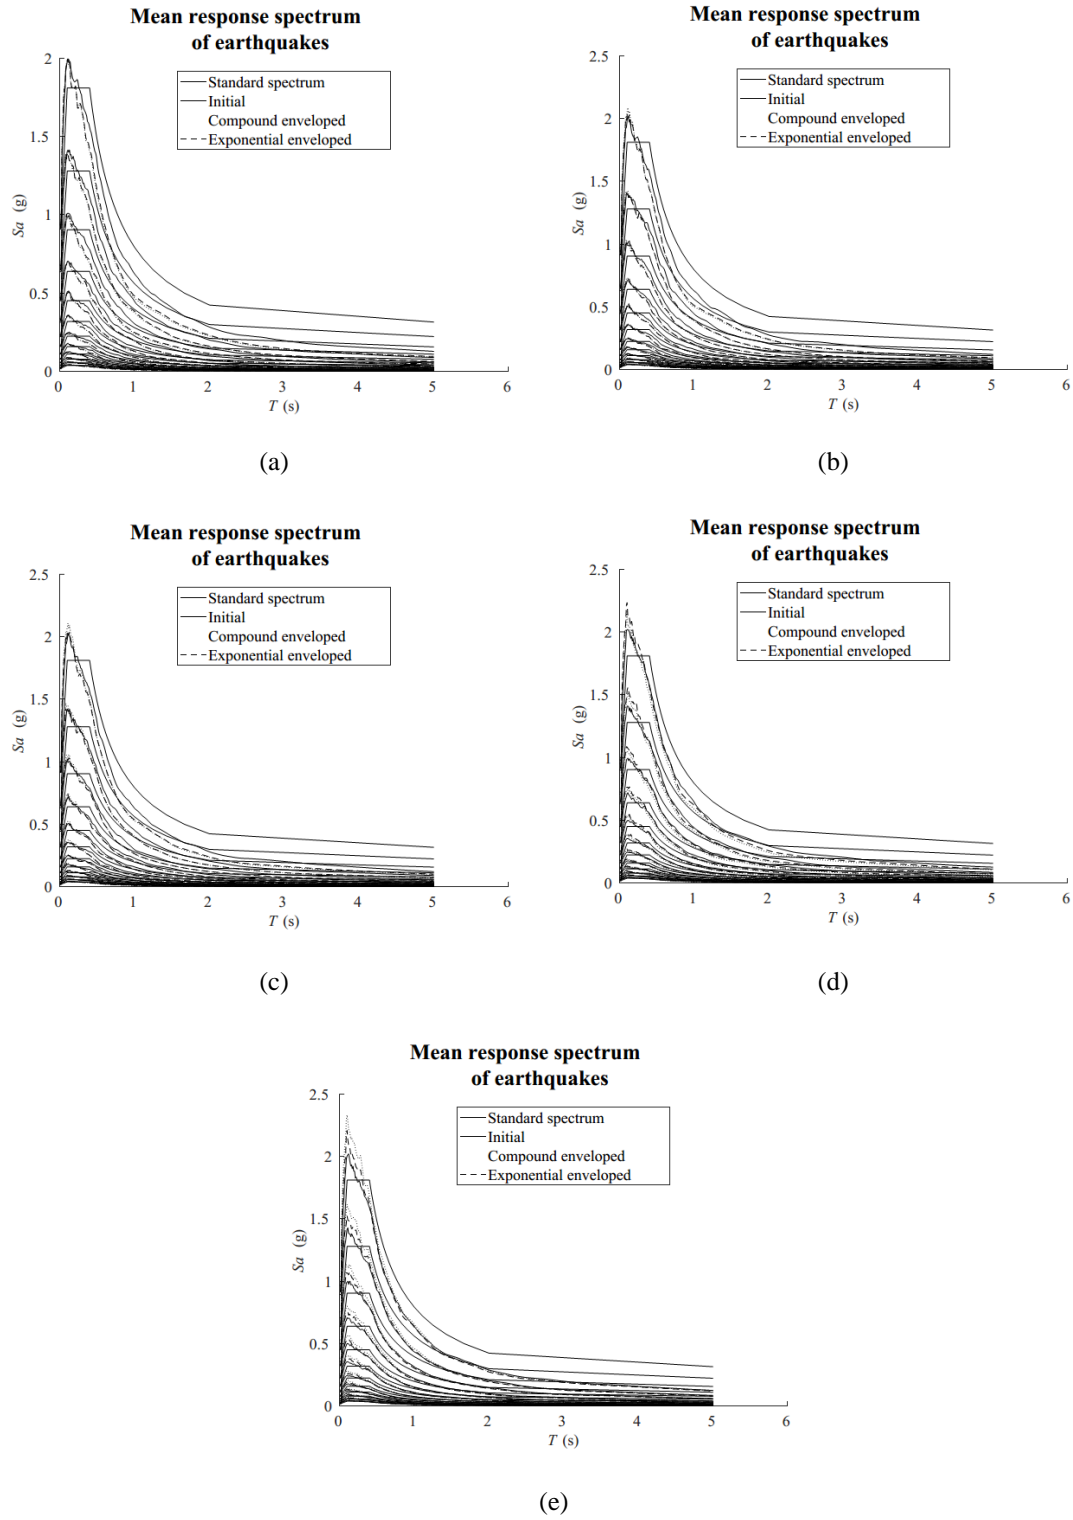 Mean response spectrum
of earthquakes
Standard spectrum
Initial
Compound enveloped
Exponential enveloped
2
1.5
1
0.5
0
Sa (g)
0 1 2 3 4 5 6
T (s)
(a)
Mean response spectrum
of earthquakes
Standard spectrum
Initial
Compound enveloped
Exponential enveloped
2.5
2
1.5
1
0.5
0
Sa (g)
0 1 2 3 4 5 6
T (s)
(b)
Mean response spectrum
of earthquakes
Standard spectrum
Initial
Compound enveloped
Exponential enveloped
2.5
2
1.5
1
0.5
0
Sa (g)
0 1 2 3 4 5 6
T (s)
(c)
Mean response spectrum
of earthquakes
Standard spectrum
Initial
Compound enveloped
Exponential enveloped
2.5
2
1.5
1
0.5
0
Sa (g)
0 1 2 3 4 5 6
T (s)
(d)
Mean response spectrum
of earthquakes
Standard spectrum
Initial
Compound enveloped
Exponential enveloped
2.5
2
1.5
1
0.5
0
Sa (g)
0 1 2 3 4 5 6
T (s)
(e)